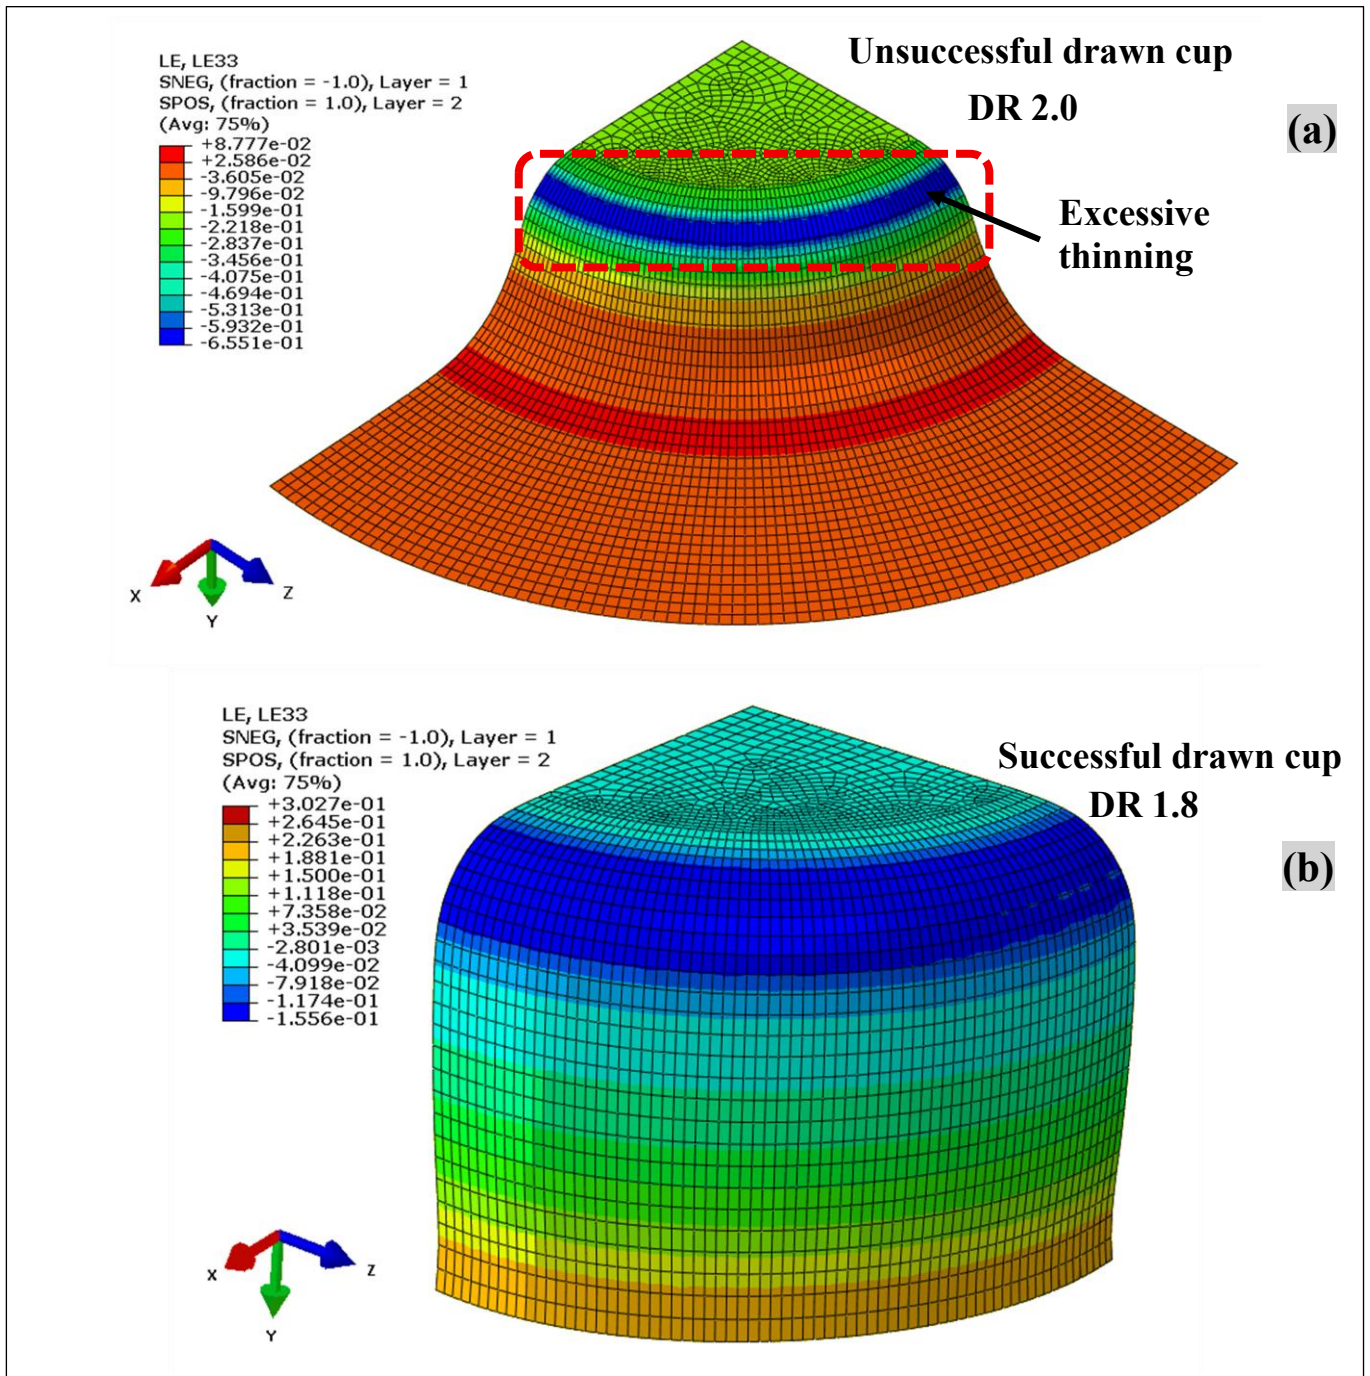 LE, LE33
SNEG, (fraction = -1.0), Layer = 1
SPOS, (fraction = 1.0), Layer = 2
(Avg: 75%)
+8.777e-02
+2.586e-02
-3.605e-02
-9.796e-02
-1.599e-01
-2.218e-01
-2.837e-01
-3.456e-01
-4.075e-01
-4.694e-01
-5.313e-01
-5.932e-01
-6.551e-01
Unsuccessful drawn cup
DR 2.0
(a)
Excessive
thinning
X
Y
Z
LE, LE33
SNEG, (fraction = -1.0), Layer = 1
SPOS, (fraction = 1.0), Layer = 2
(Avg: 75%)
+3.027e-01
+2.645e-01
+2.263e-01
+1.881e-01
+1.500e-01
+1.118e-01
+7.358e-02
+3.539e-02
-2.801e-03
-4.099e-02
-7.918e-02
-1.174e-01
-1.556e-01
Successful drawn cup
DR 1.8
(b)
X
Y
Z